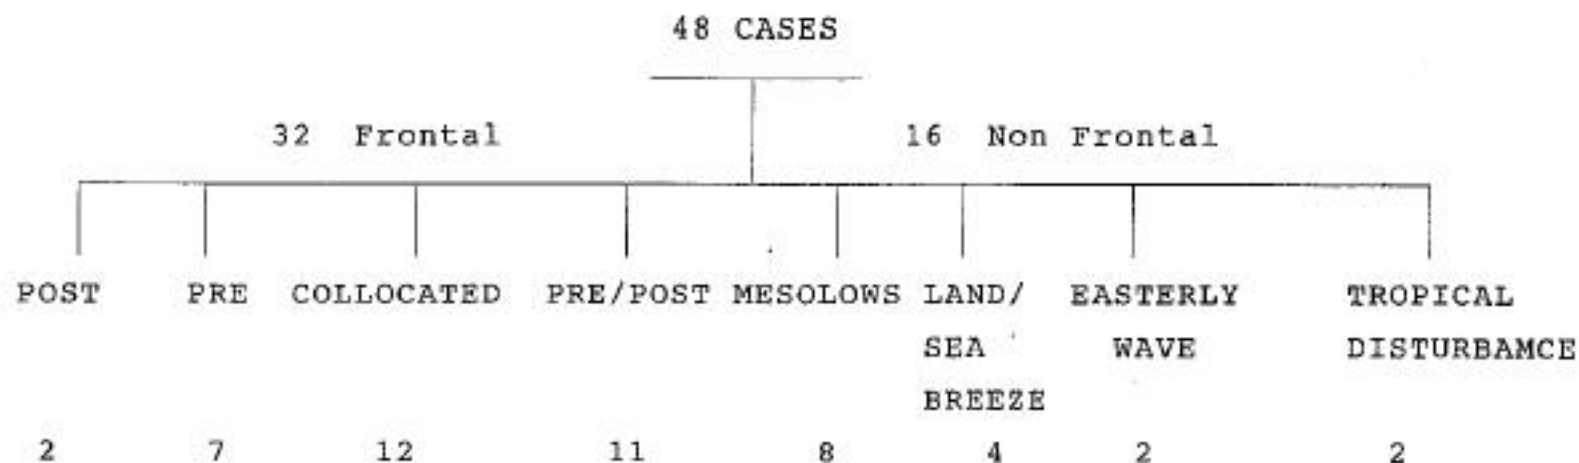 48 CASES
32 Frontal 16 Non Frontal
POST PRE COLLOCATED PRE/POST MESOLOWS LAND/ EASTERLY TROPICAL
SEA WAVE DISTURBAMCE
BREEZE
2 7 12 11 8 4 2 2